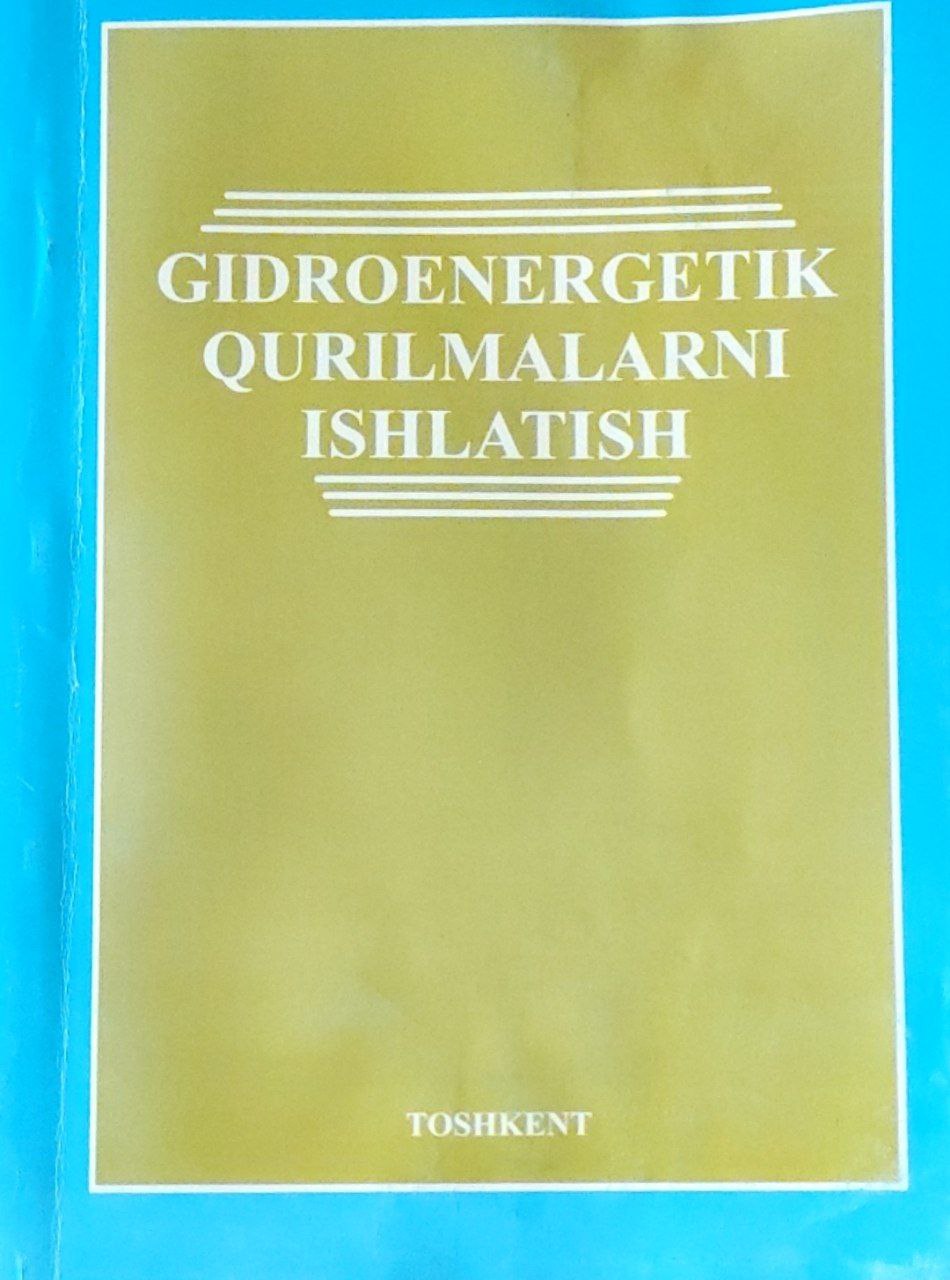 GIDROENERGETIK
QURILMALARNI
ISHLATISH
TOSHKENT